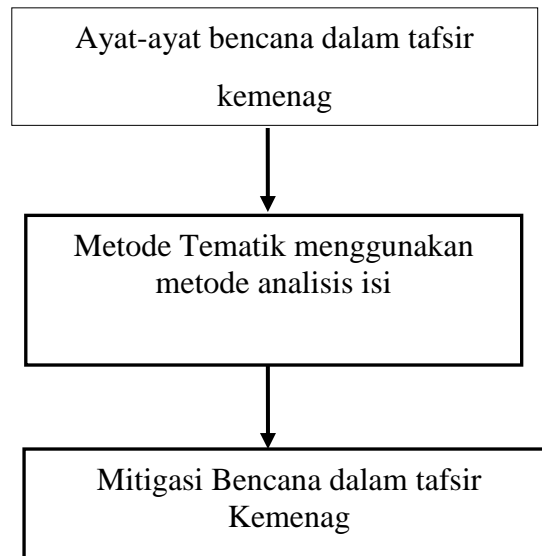 Ayat-ayat bencana dalam tafsir
kemenag
Metode Tematik menggunakan
metode analisis isi
Mitigasi Bencana dalam tafsir
Kemenag